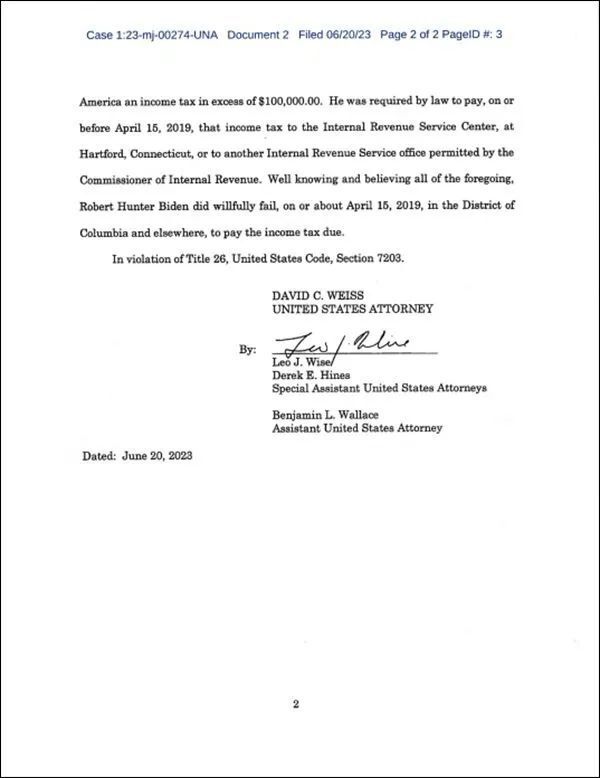 Case 1:23-mj-00274-UNA Document 2 Filed 06/20/23 Page 2 of 2 PageID #: 3
America an income tax in excess of $100,000.00. He was required by law to pay, on or
before April 15, 2019, that income tax to the Internal Revenue Service Center, at
Hartford, Connecticut, or to another Internal Revenue Service office permitted by the
Commissioner of Internal Revenue. Well knowing and believing all of the foregoing,
Robert Hunter Biden did willfully fail, on or about April 15, 2019, in the District of
Columbia and elsewhere, to pay the income tax due.
In violation of Title 26, United States Code, Section 7203.
DAVID C. WEISS
UNITED STATES ATTORNEY
By:
Leo J. Wise
Derek E. Hines
Special Assistant United States Attorneys
Benjamin L. Wallace
Assistant United States Attorney
Dated: June 20, 2023
2